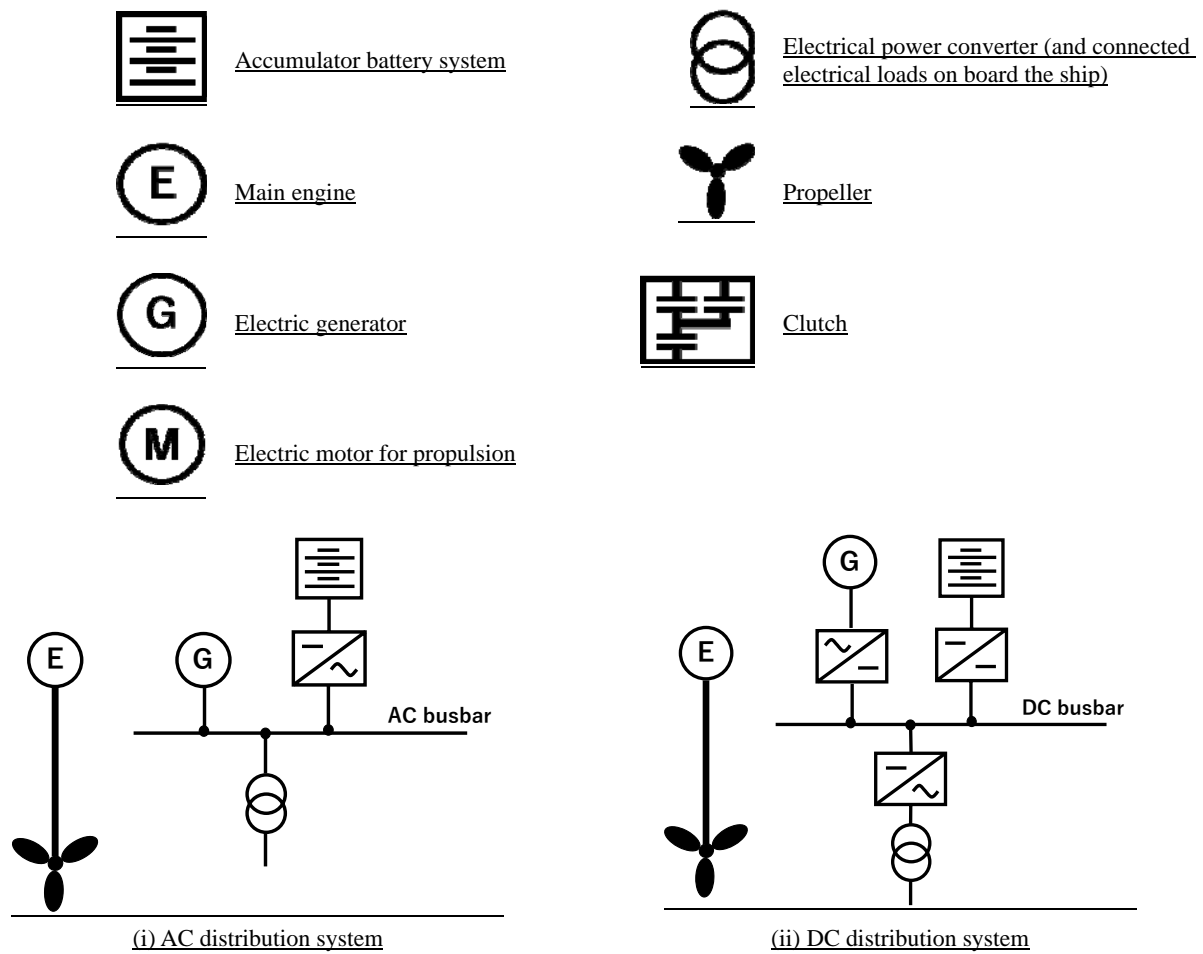 Accumulator battery system
Electrical power converter (and connected
electrical loads on board the ship)
E
Main engine
Propeller
G
Electric generator
Clutch
M
Electric motor for propulsion
E
G
AC busbar
(i) AC distribution system
G
E
DC busbar
(ii) DC distribution system